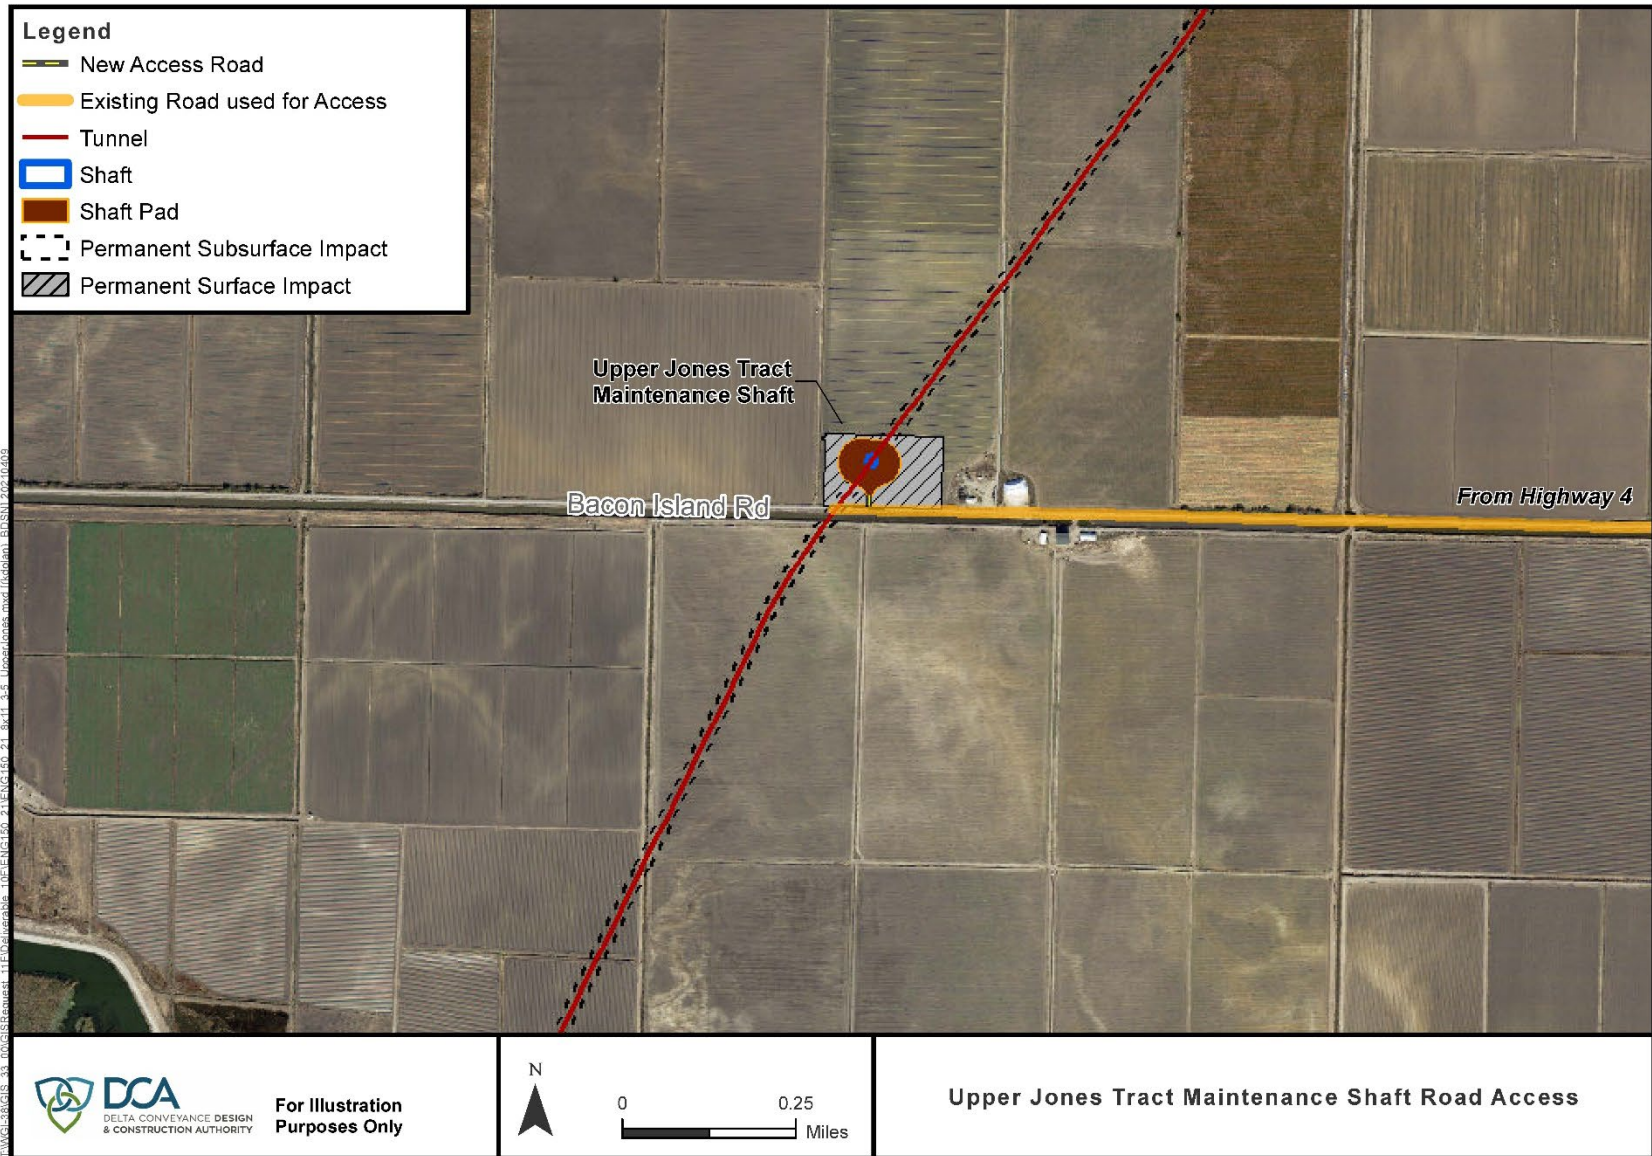 Legend
New Access Road
Existing Road used for Access
Tunnel
Shaft
Shaft Pad
Permanent Subsurface Impact
Permanent Surface Impact
Upper Jones Tract
Maintenance Shaft
Bacon Island Rd
From Highway 4
DCA
DELTA CONVEYANCE DESIGN
& CONSTRUCTION AUTHORITY
For Illustration
Purposes Only
N
0 0.25
Miles
Upper Jones Tract Maintenance Shaft Road Access